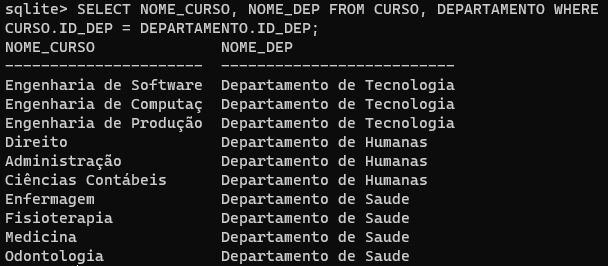 sqlite> SELECT NOME_CURSO, NOME_DEP FROM CURSO, DEPARTAMENTO WHERE
CURSO.ID_DEP = DEPARTAMENTO.ID_DEP;
NOME_CURSO              NOME_DEP
----------------------  --------------------------
Engenharia de Software  Departamento de Tecnologia
Engenharia de Computaç  Departamento de Tecnologia
Engenharia de Produção  Departamento de Tecnologia
Direito                 Departamento de Humanas
Administração           Departamento de Humanas
Ciências Contábeis      Departamento de Humanas
Enfermagem              Departamento de Saude
Fisioterapia            Departamento de Saude
Medicina                Departamento de Saude
Odontologia             Departamento de Saude